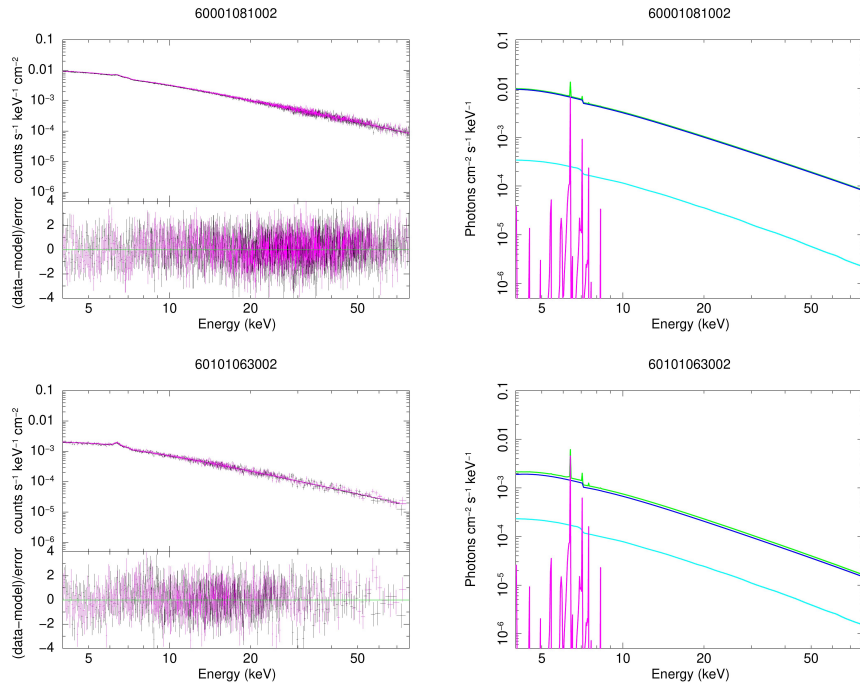 60001081002
counts s⁻¹ keV⁻¹ cm⁻²
0.1
0.01
10⁻³
10⁻⁴
10⁻⁵
10⁻⁶
(data−model)/error
4
2
0
−2
−4
5 10 20 50
Energy (keV)
60001081002
Photons cm⁻² s⁻¹ keV⁻¹
0.1
0.01
10⁻³
10⁻⁴
10⁻⁵
10⁻⁶
5 10 20 50
Energy (keV)
60101063002
counts s⁻¹ keV⁻¹ cm⁻²
0.1
0.01
10⁻³
10⁻⁴
10⁻⁵
(data−model)/error
4
2
0
−2
−4
5 10 20 50
Energy (keV)
60101063002
Photons cm⁻² s⁻¹ keV⁻¹
0.1
0.01
10⁻³
10⁻⁴
10⁻⁵
10⁻⁶
5 10 20 50
Energy (keV)